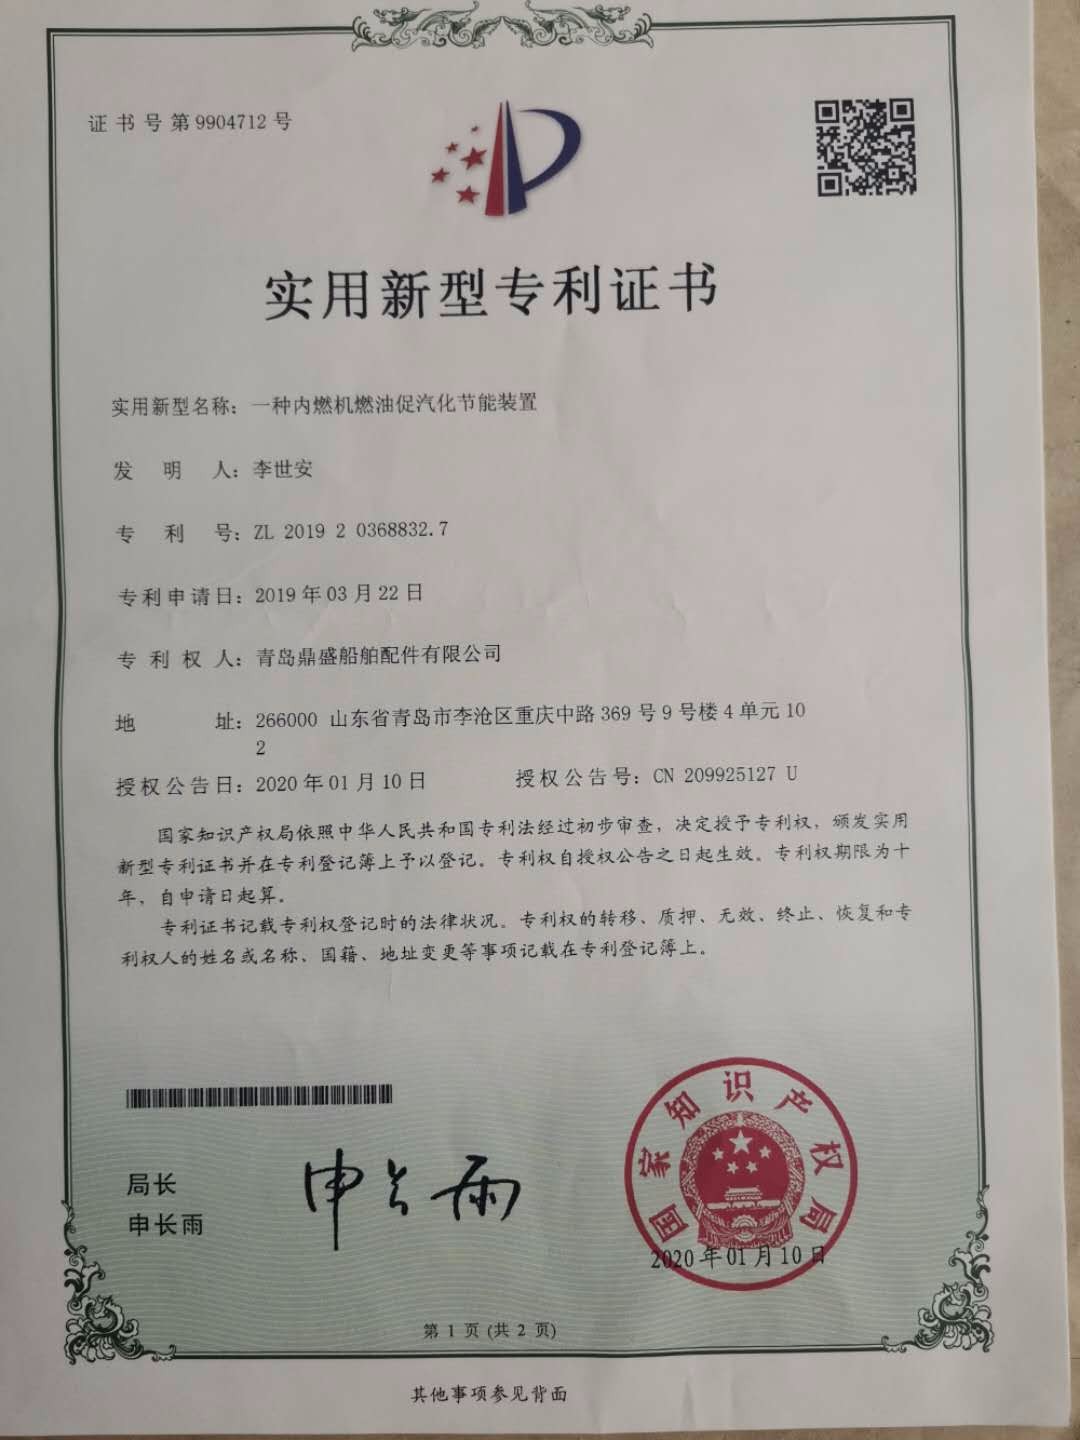 证书号第9904712号
实用新型专利证书
实用新型名称：一种内燃机燃油促汽化节能装置
发明人：李世安
专利号：ZL 2019 2 0368832.7
专利申请日：2019年03月22日
专利权人：青岛鼎盛船舶配件有限公司
地址：266000 山东省青岛市李沧区重庆中路369号9号楼4单元10
2
授权公告日：2020年01月10日 授权公告号：CN 209925127 U
国家知识产权局依照中华人民共和国专利法经过初步审查，决定授予专利权，颁发实用
新型专利证书并在专利登记簿上予以登记。专利权自授权公告之日起生效。专利权期限为十
年，自申请日起算。
专利证书记载专利权登记时的法律状况。专利权的转移、质押、无效、终止、恢复和专
利权人的姓名或名称、国籍、地址变更等事项记载在专利登记簿上。
局长
申长雨
申长雨
国家知识产权局
2020年01月10日
第 1 页 (共 2 页)
其他事项参见背面